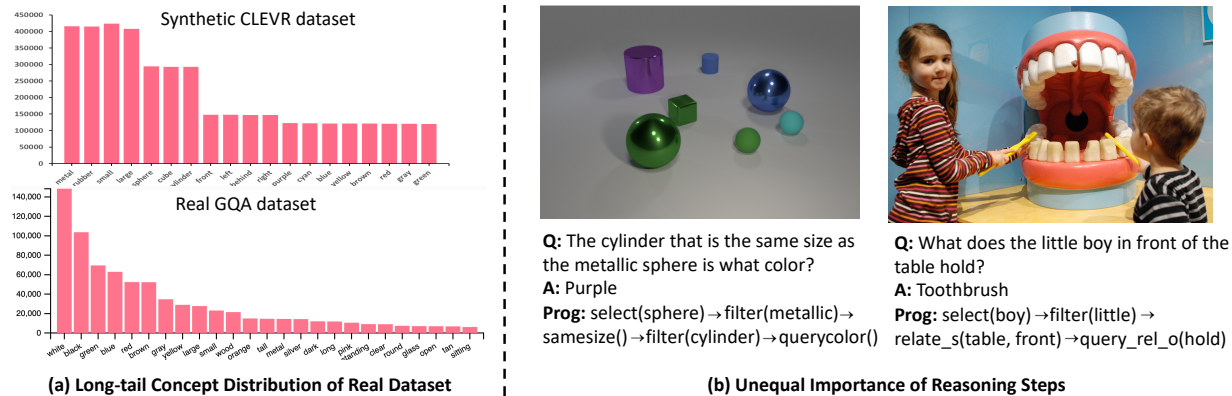 Synthetic CLEVR dataset
450000
400000
350000
300000
250000
200000
150000
100000
50000
0
metal
rubber
small
large
sphere
cube
cylinder
front
left
behind
right
purple
cyan
blue
yellow
brown
red
gray
green
Real GQA dataset
140,000
120,000
100,000
80,000
60,000
40,000
20,000
0
white
black
green
blue
red
brown
gray
yellow
large
small
wood
orange
tall
metal
silver
dark
long
pink
standing
clear
round
glass
open
tan
sitting
(a) Long-tail Concept Distribution of Real Dataset
Q: The cylinder that is the same size as
the metallic sphere is what color?
A: Purple
Prog: select(sphere)→filter(metallic)→
samesize()→filter(cylinder)→querycolor()
Q: What does the little boy in front of the
table hold?
A: Toothbrush
Prog: select(boy)→filter(little)→
relate_s(table, front)→query_rel_o(hold)
(b) Unequal Importance of Reasoning Steps